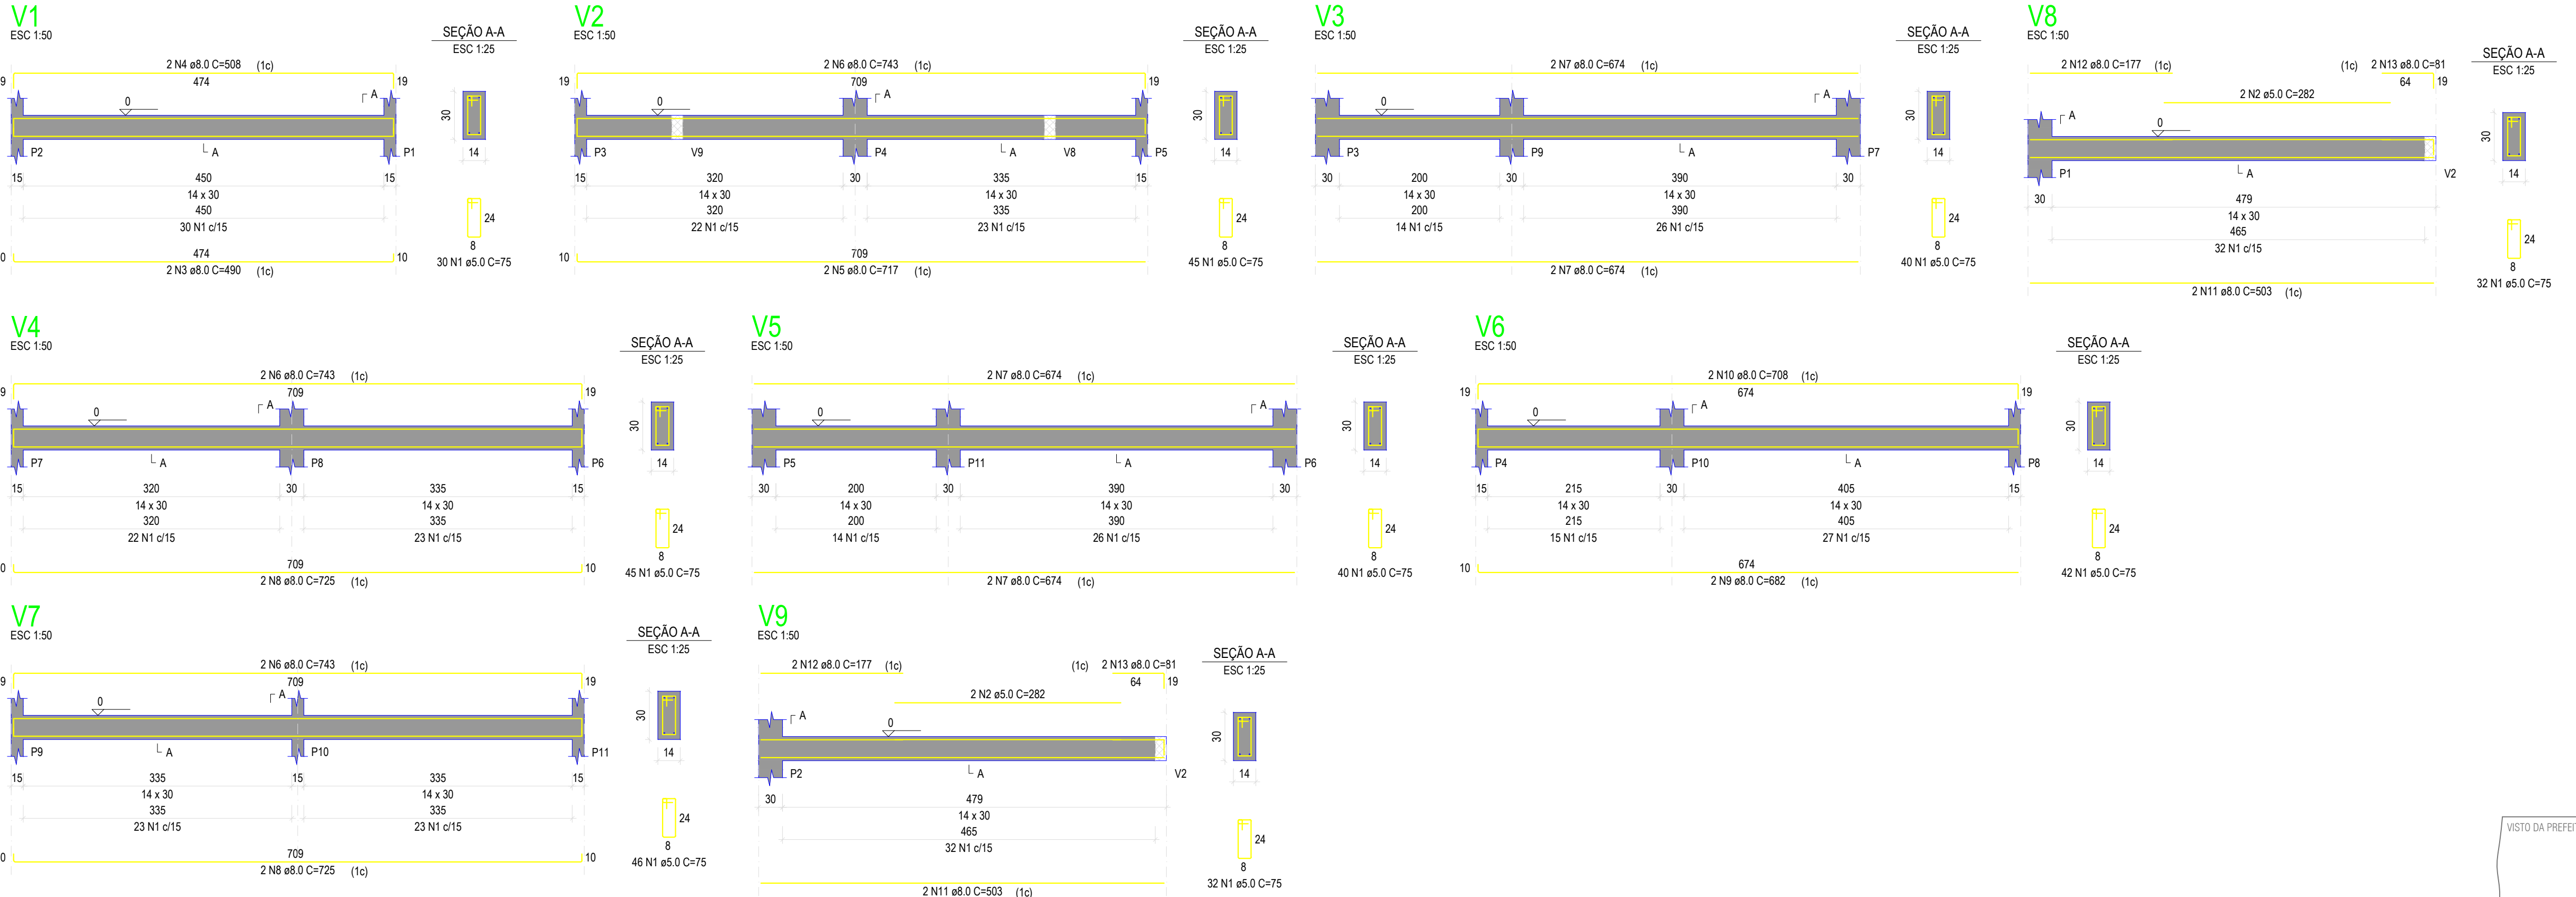 V1
ESC 1:50
SEÇÃO A-A
ESC 1:25
2 N4 ø8.0 C=508 (1c)
9 474 19
A
0
30
P2 A P1
14
15 450 15
14 x 30
450
30 N1 c/15
24
8
474
0 10
2 N3 ø8.0 C=490 (1c)
30 N1 ø5.0 C=75
V2
ESC 1:50
SEÇÃO A-A
ESC 1:25
2 N6 ø8.0 C=743 (1c)
19 709 19
A
0
30
P3 V9 P4 A V8 P5
14
15 320 30 335 15
14 x 30 14 x 30
320 335
22 N1 c/15 23 N1 c/15
24
8
10 709
2 N5 ø8.0 C=717 (1c)
45 N1 ø5.0 C=75
V3
ESC 1:50
SEÇÃO A-A
ESC 1:25
2 N7 ø8.0 C=674 (1c)
A
0
30
P3 P9 A P7
14
30 200 30 390 30
14 x 30 14 x 30
200 390
14 N1 c/15 26 N1 c/15
24
8
2 N7 ø8.0 C=674 (1c)
40 N1 ø5.0 C=75
V8
ESC 1:50
SEÇÃO A-A
ESC 1:25
2 N12 ø8.0 C=177 (1c) (1c) 2 N13 ø8.0 C=81
64 19
2 N2 ø5.0 C=282
A
0
30
P1 A V2
14
30 479
14 x 30
465
32 N1 c/15
24
8
2 N11 ø8.0 C=503 (1c)
32 N1 ø5.0 C=75
V4
ESC 1:50
SEÇÃO A-A
ESC 1:25
2 N6 ø8.0 C=743 (1c)
9 709 19
A
0
30
P7 A P8 P6
14
15 320 30 335 15
14 x 30 14 x 30
320 335
22 N1 c/15 23 N1 c/15
24
8
0 709 10
2 N8 ø8.0 C=725 (1c)
45 N1 ø5.0 C=75
V5
ESC 1:50
SEÇÃO A-A
ESC 1:25
2 N7 ø8.0 C=674 (1c)
A
0
30
P5 P11 A P6
14
30 200 30 390 30
14 x 30 14 x 30
200 390
14 N1 c/15 26 N1 c/15
24
8
2 N7 ø8.0 C=674 (1c)
40 N1 ø5.0 C=75
V6
ESC 1:50
SEÇÃO A-A
ESC 1:25
2 N10 ø8.0 C=708 (1c)
19 674 19
A
0
30
P4 P10 A P8
14
15 215 30 405 15
14 x 30 14 x 30
215 405
15 N1 c/15 27 N1 c/15
24
8
10 674
2 N9 ø8.0 C=682 (1c)
42 N1 ø5.0 C=75
V7
ESC 1:50
SEÇÃO A-A
ESC 1:25
2 N6 ø8.0 C=743 (1c)
9 709 19
A
0
30
P9 A P10 P11
14
15 335 15 335 15
14 x 30 14 x 30
335 335
23 N1 c/15 23 N1 c/15
24
8
0 709 10
2 N8 ø8.0 C=725 (1c)
46 N1 ø5.0 C=75
V9
ESC 1:50
SEÇÃO A-A
ESC 1:25
2 N12 ø8.0 C=177 (1c) (1c) 2 N13 ø8.0 C=81
64 19
2 N2 ø5.0 C=282
A
0
30
P2 A V2
14
30 479
14 x 30
465
32 N1 c/15
24
8
2 N11 ø8.0 C=503 (1c)
32 N1 ø5.0 C=75
VISTO DA PREFEIT